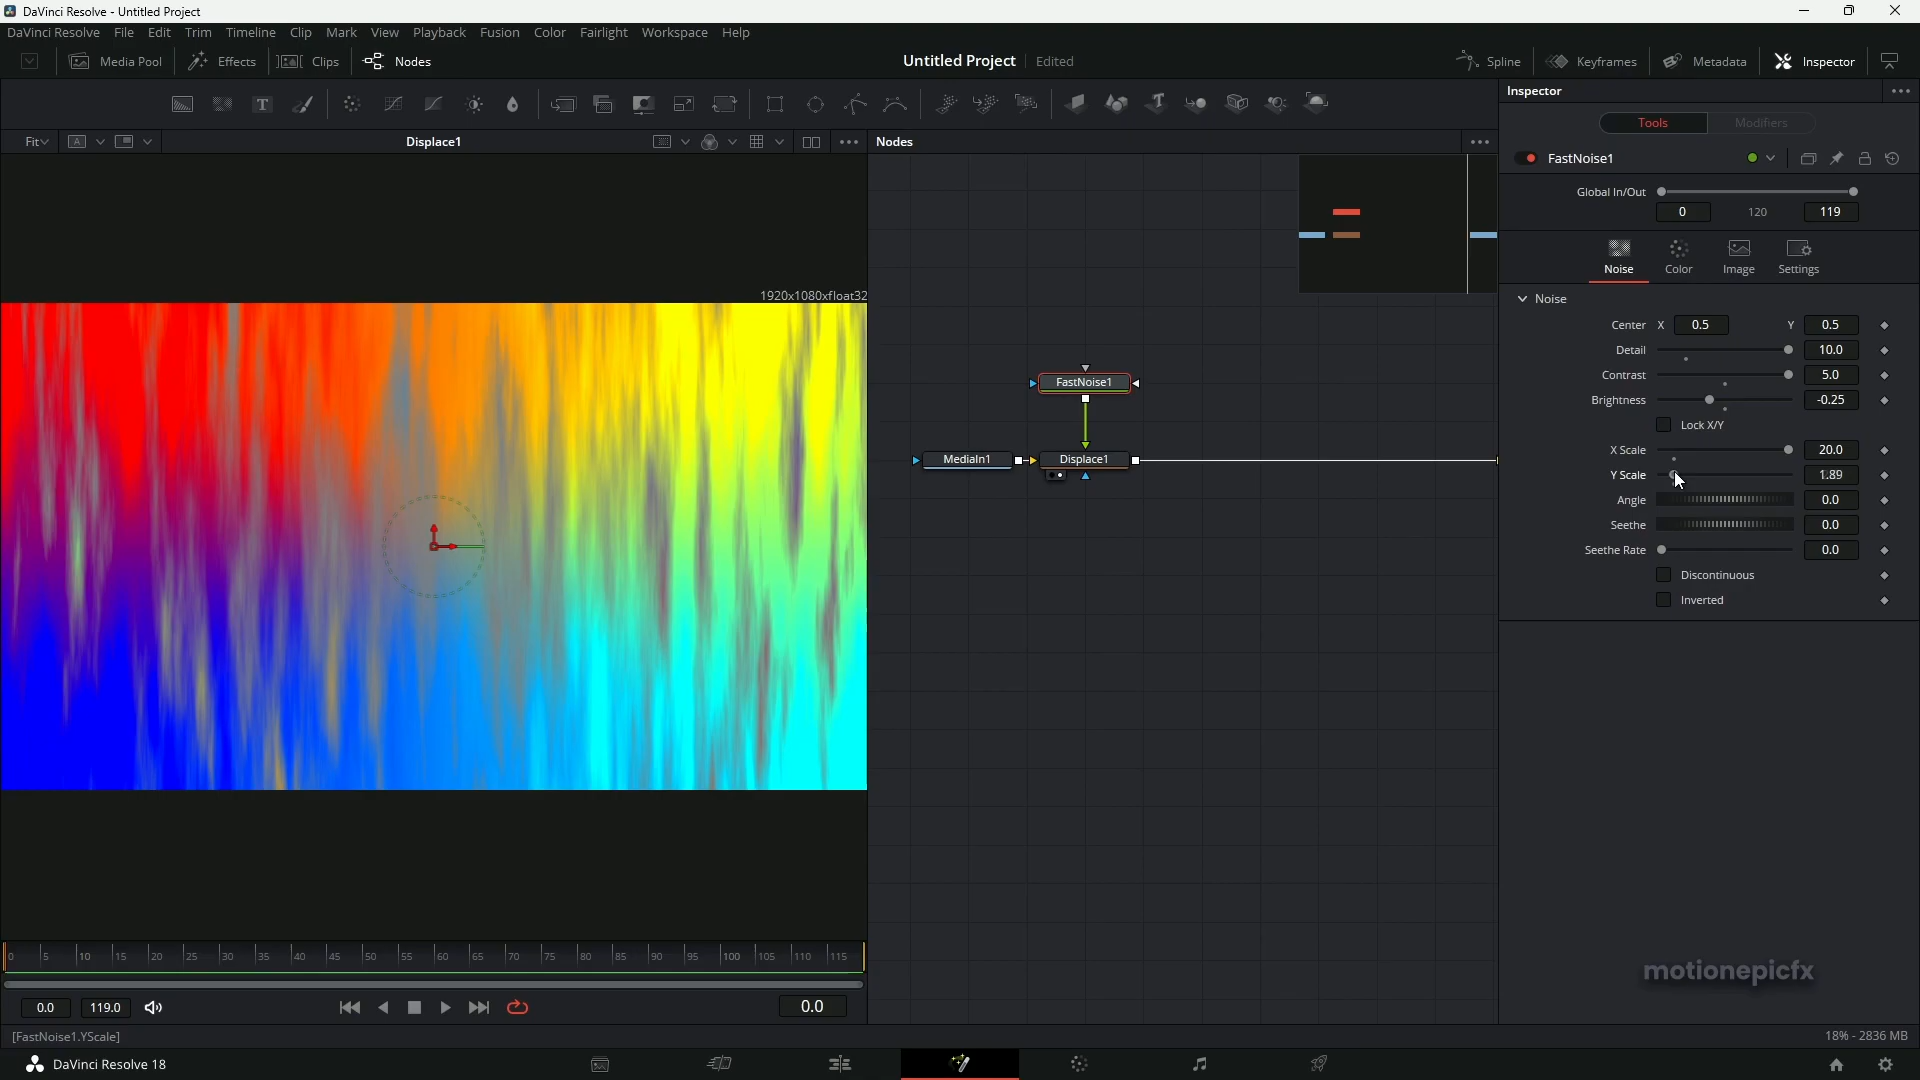 DaVinci Resolve - Untitled Project
DaVinci Resolve File Edit Trim Timeline Clip Mark View Playback Fusion Color Fairlight Workspace Help
Media Pool Effects Clips Nodes Untitled Project Edited Spline Keyframes Metadata Inspector
Inspector
Tools Modifiers
Fit A Displace1 Nodes
FastNoise1
Global In/Out
0 120 119
Noise Color Image Settings
Noise
1920x1080xfloat32
Center X 0.5 Y 0.5
Detail 10.0
Contrast 5.0
Brightness -0.25
Lock X/Y
X Scale 20.0
Y Scale 1.89
Angle 0.0
Seethe 0.0
Seethe Rate 0.0
Discontinuous
Inverted
FastNoise1
MediaIn1 Displace1
0 5 10 15 20 25 30 35 40 45 50 55 60 65 70 75 80 85 90 95 100 105 110 115
motionepicfx
0.0 119.0 0.0
[FastNoise1.YScale] 18% - 2836 MB
DaVinci Resolve 18